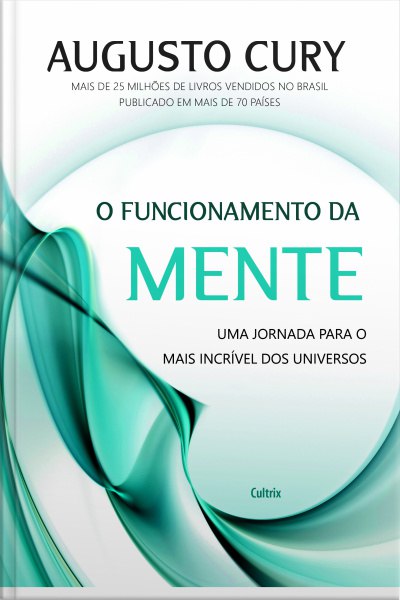 AUGUSTO CURY
MAIS DE 25 MILHÕES DE LIVROS VENDIDOS NO BRASIL
PUBLICADO EM MAIS DE 70 PAÍSES
O FUNCIONAMENTO DA
MENTE
UMA JORNADA PARA O
MAIS INCRÍVEL DOS UNIVERSOS
Cultrix